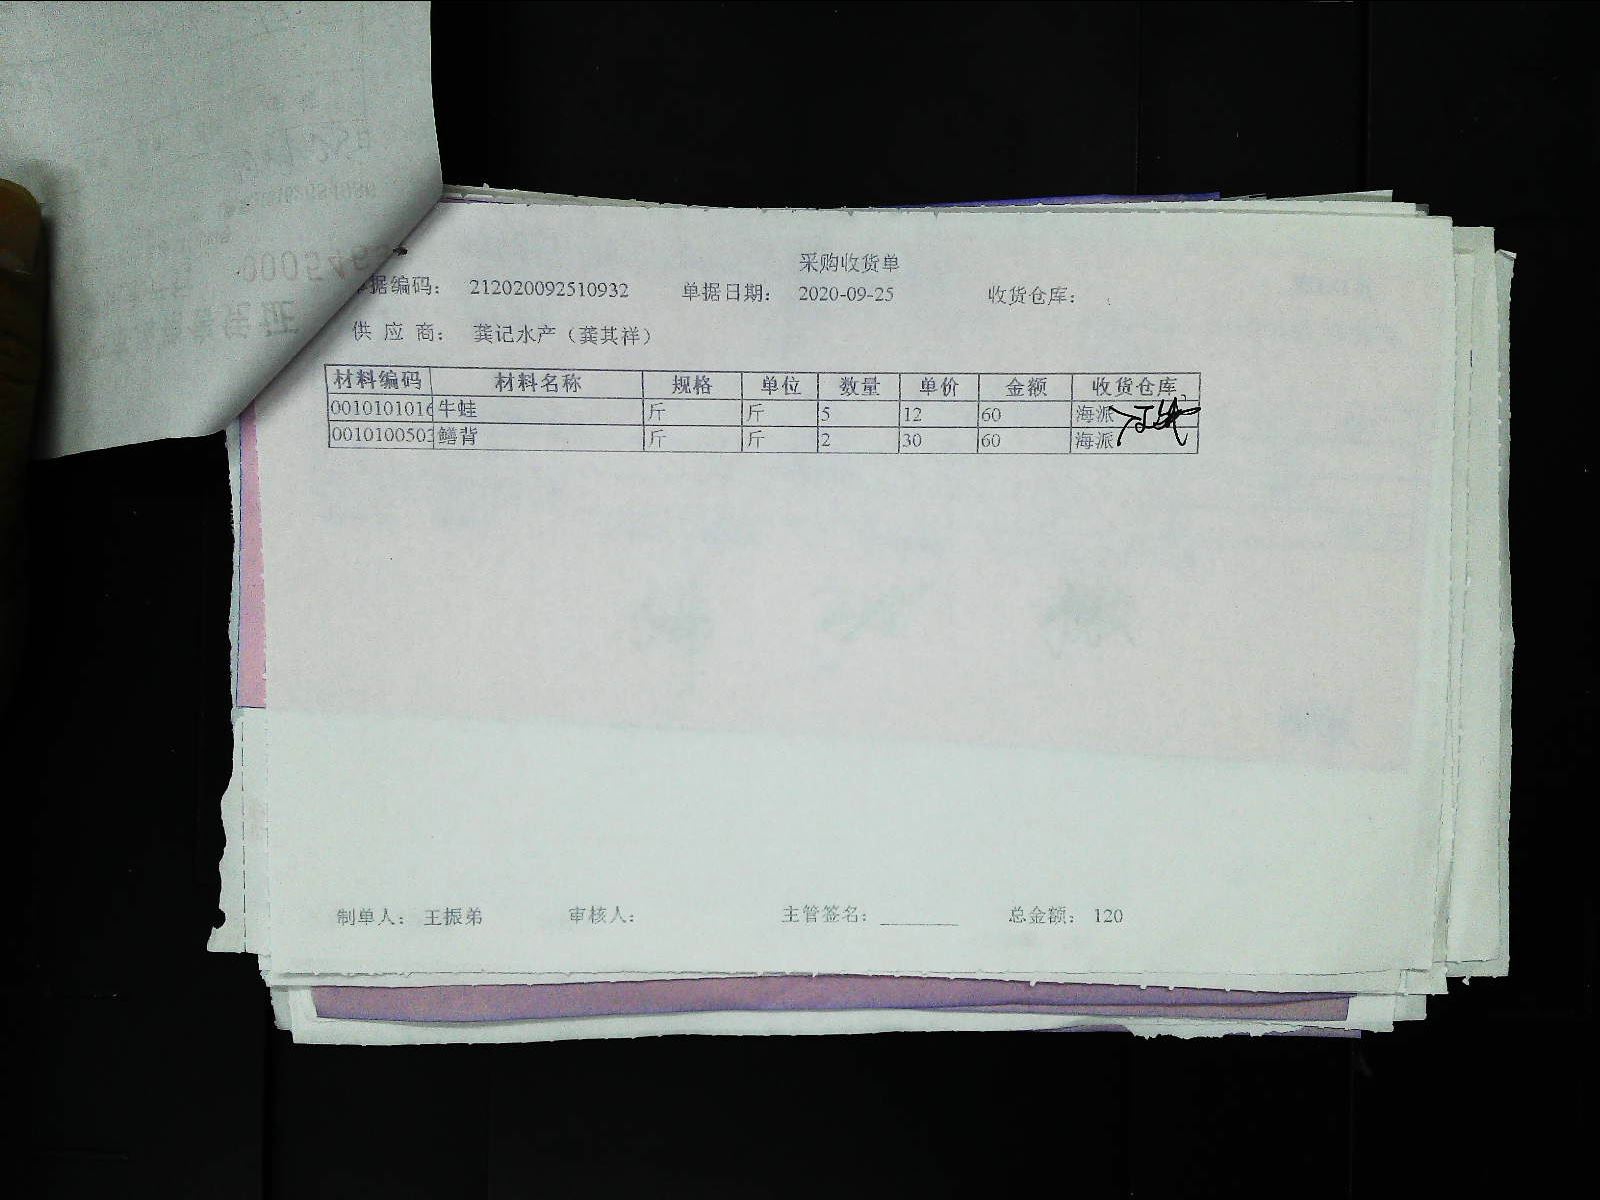 采购收货单
据编码： 212020092510932 单据日期： 2020-09-25 收货仓库：
供 应 商： 龚记水产（龚其祥）
材料编码 材料名称 规格 单位 数量 单价 金额 收货仓库
0010101016 牛蛙 斤 斤 5 12 60 海派
001010050 鳝背 斤 斤 2 30 60 海派
制单人： 王振弟 审核人： 主管签名： 总金额： 120